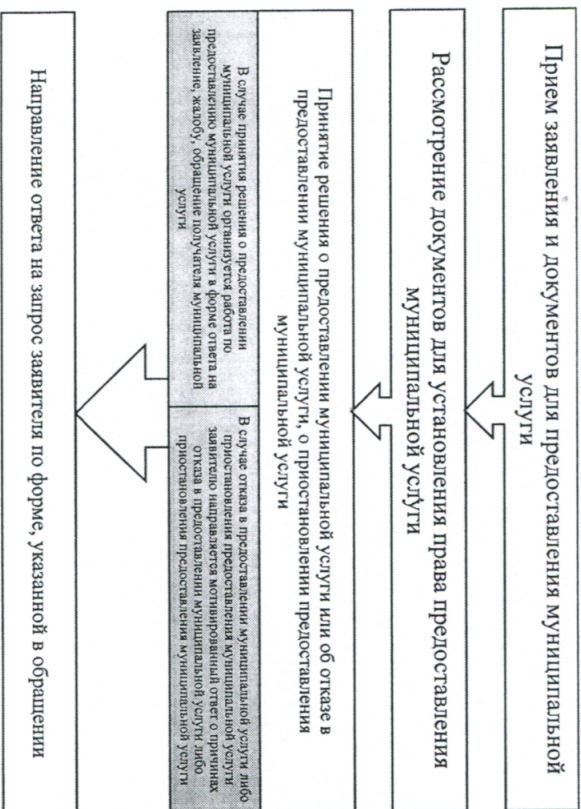 Прием заявления и документов для предоставления муниципальной
услуги
Рассмотрение документов для установления права предоставления
муниципальной услуги
Принятие решения о предоставлении муниципальной услуги или об отказе в
предоставлении муниципальной услуги, о приостановлении предоставления
муниципальной услуги
В случае принятия решения о предоставлении
муниципальной услуги организуется работа по
предоставлению муниципальной услуги в форме ответа на
заявление, жалобу, обращение получателя муниципальной
услуги
В случае отказа в предоставлении муниципальной услуги либо
приостановления предоставления муниципальной услуги
заявителю направляется мотивированный ответ о причинах
отказа в предоставлении муниципальной услуги либо
приостановления предоставления муниципальной услуги
Направление ответа на запрос заявителя по форме, указанной в обращении